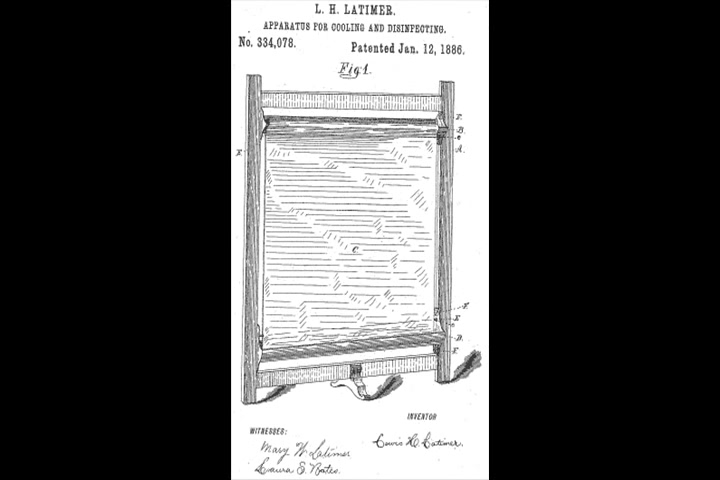 L. H. LATIMER.
APPARATUS FOR COOLING AND DISINFECTING.
No. 334,078. Patented Jan. 12, 1886.
Fig 1.
B.
A.
C.
D.
WITNESSES:
INVENTOR
Mary W Latimer
Lewis H. Latimer.
Laura S.